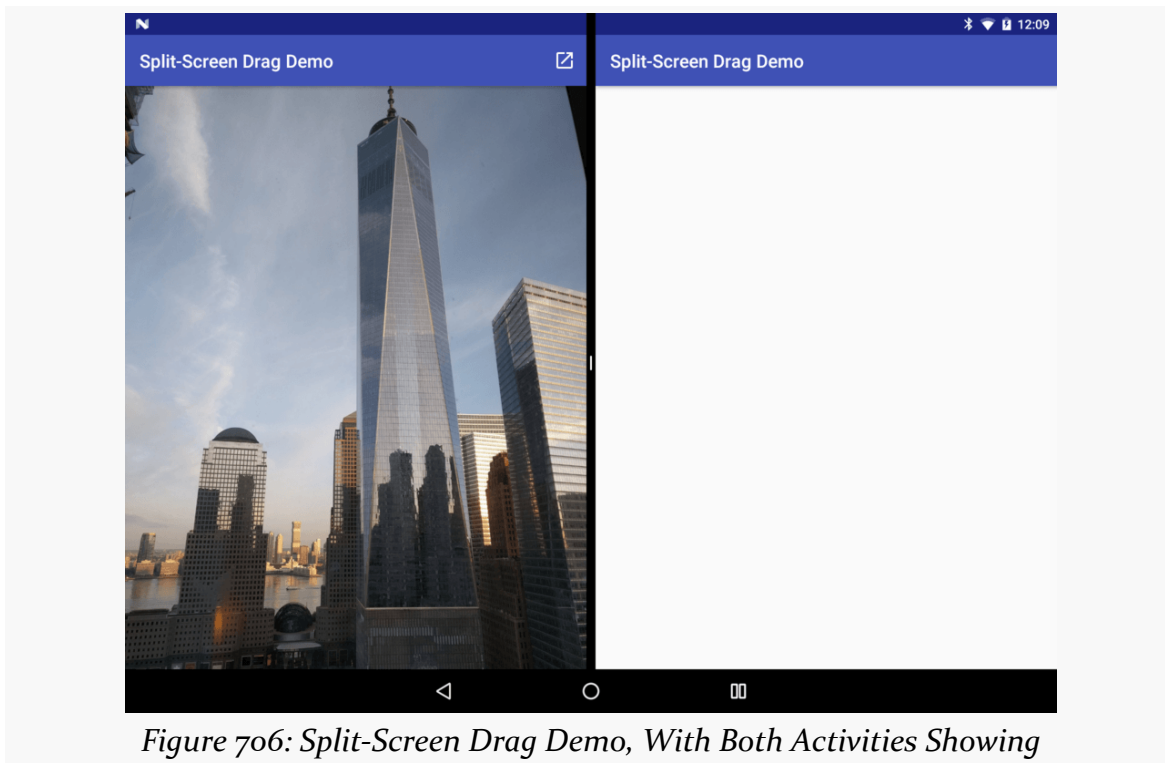 12:09
Split-Screen Drag Demo
Split-Screen Drag Demo
Figure 706: Split-Screen Drag Demo, With Both Activities Showing